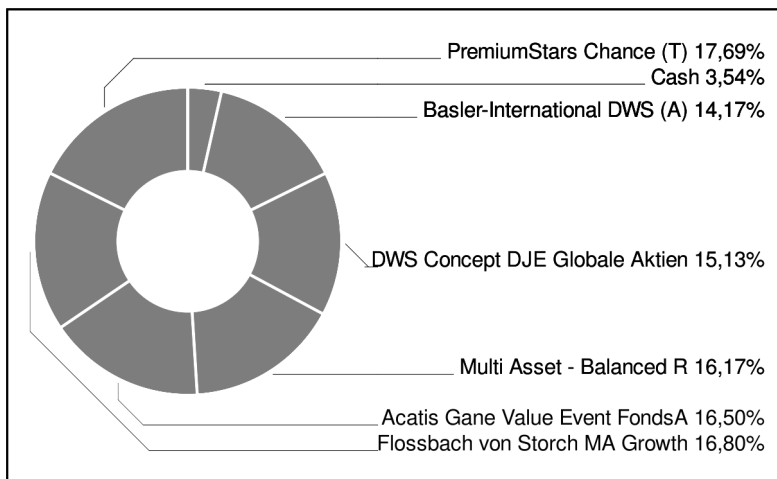 PremiumStars Chance (T) 17,69%
Cash 3,54%
Basler-International DWS (A) 14,17%
DWS Concept DJE Globale Aktien 15,13%
Multi Asset - Balanced R 16,17%
Acatis Gane Value Event FondsA 16,50%
Flossbach von Storch MA Growth 16,80%